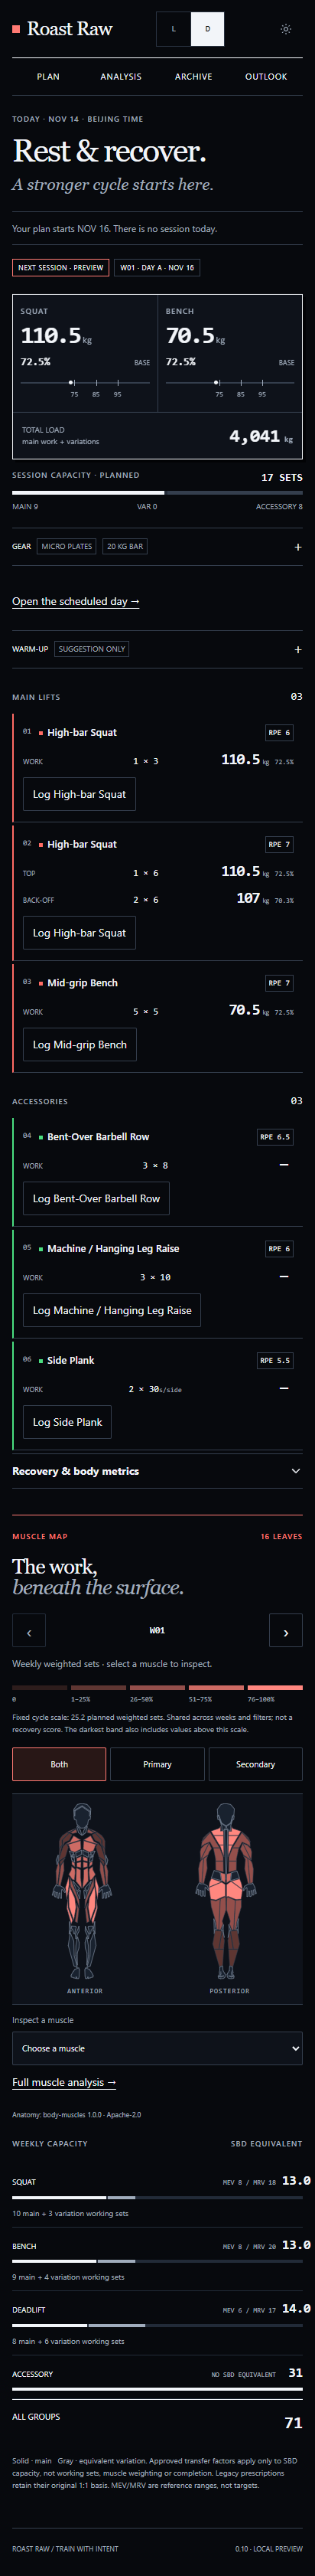 Roast Raw
L D
PLAN ANALYSIS ARCHIVE OUTLOOK
TODAY · NOV 14 · BEIJING TIME
Rest & recover.
A stronger cycle starts here.
Your plan starts NOV 16. There is no session today.
NEXT SESSION · PREVIEW W01 · DAY A · NOV 16
SQUAT BENCH
110.5 kg 70.5 kg
72.5% BASE 72.5% BASE
75 85 95 75 85 95
TOTAL LOAD
main work + variations
4,041 kg
SESSION CAPACITY · PLANNED 17 SETS
MAIN 9 VAR 0 ACCESSORY 8
GEAR MICRO PLATES 20 KG BAR +
Open the scheduled day →
WARM-UP SUGGESTION ONLY +
MAIN LIFTS 03
01 High-bar Squat RPE 6
WORK 1 × 3 110.5 kg 72.5%
Log High-bar Squat
02 High-bar Squat RPE 7
TOP 1 × 6 110.5 kg 72.5%
BACK-OFF 2 × 6 107 kg 70.3%
Log High-bar Squat
03 Mid-grip Bench RPE 7
WORK 5 × 5 70.5 kg 72.5%
Log Mid-grip Bench
ACCESSORIES 03
04 Bent-Over Barbell Row RPE 6.5
WORK 3 × 8 —
Log Bent-Over Barbell Row
05 Machine / Hanging Leg Raise RPE 6
WORK 3 × 10 —
Log Machine / Hanging Leg Raise
06 Side Plank RPE 5.5
WORK 2 × 30s/side —
Log Side Plank
Recovery & body metrics
MUSCLE MAP 16 LEAVES
The work,
beneath the surface.
‹ W01 ›
Weekly weighted sets · select a muscle to inspect.
0 1–25% 26–50% 51–75% 76–100%
Fixed cycle scale: 25.2 planned weighted sets. Shared across weeks and filters; not a
recovery score. The darkest band also includes values above this scale.
Both Primary Secondary
ANTERIOR POSTERIOR
Inspect a muscle
Choose a muscle
Full muscle analysis →
Anatomy: body-muscles 1.0.0 · Apache-2.0
WEEKLY CAPACITY SBD EQUIVALENT
SQUAT MEV 8 / MRV 18 13.0
10 main + 3 variation working sets
BENCH MEV 8 / MRV 20 13.0
9 main + 4 variation working sets
DEADLIFT MEV 6 / MRV 17 14.0
8 main + 6 variation working sets
ACCESSORY NO SBD EQUIVALENT 31
ALL GROUPS 71
Solid · main Gray · equivalent variation. Approved transfer factors apply only to SBD
capacity, not working sets, muscle weighting or completion. Legacy prescriptions
retain their original 1:1 basis. MEV/MRV are reference ranges, not targets.
ROAST RAW / TRAIN WITH INTENT 0.10 · LOCAL PREVIEW